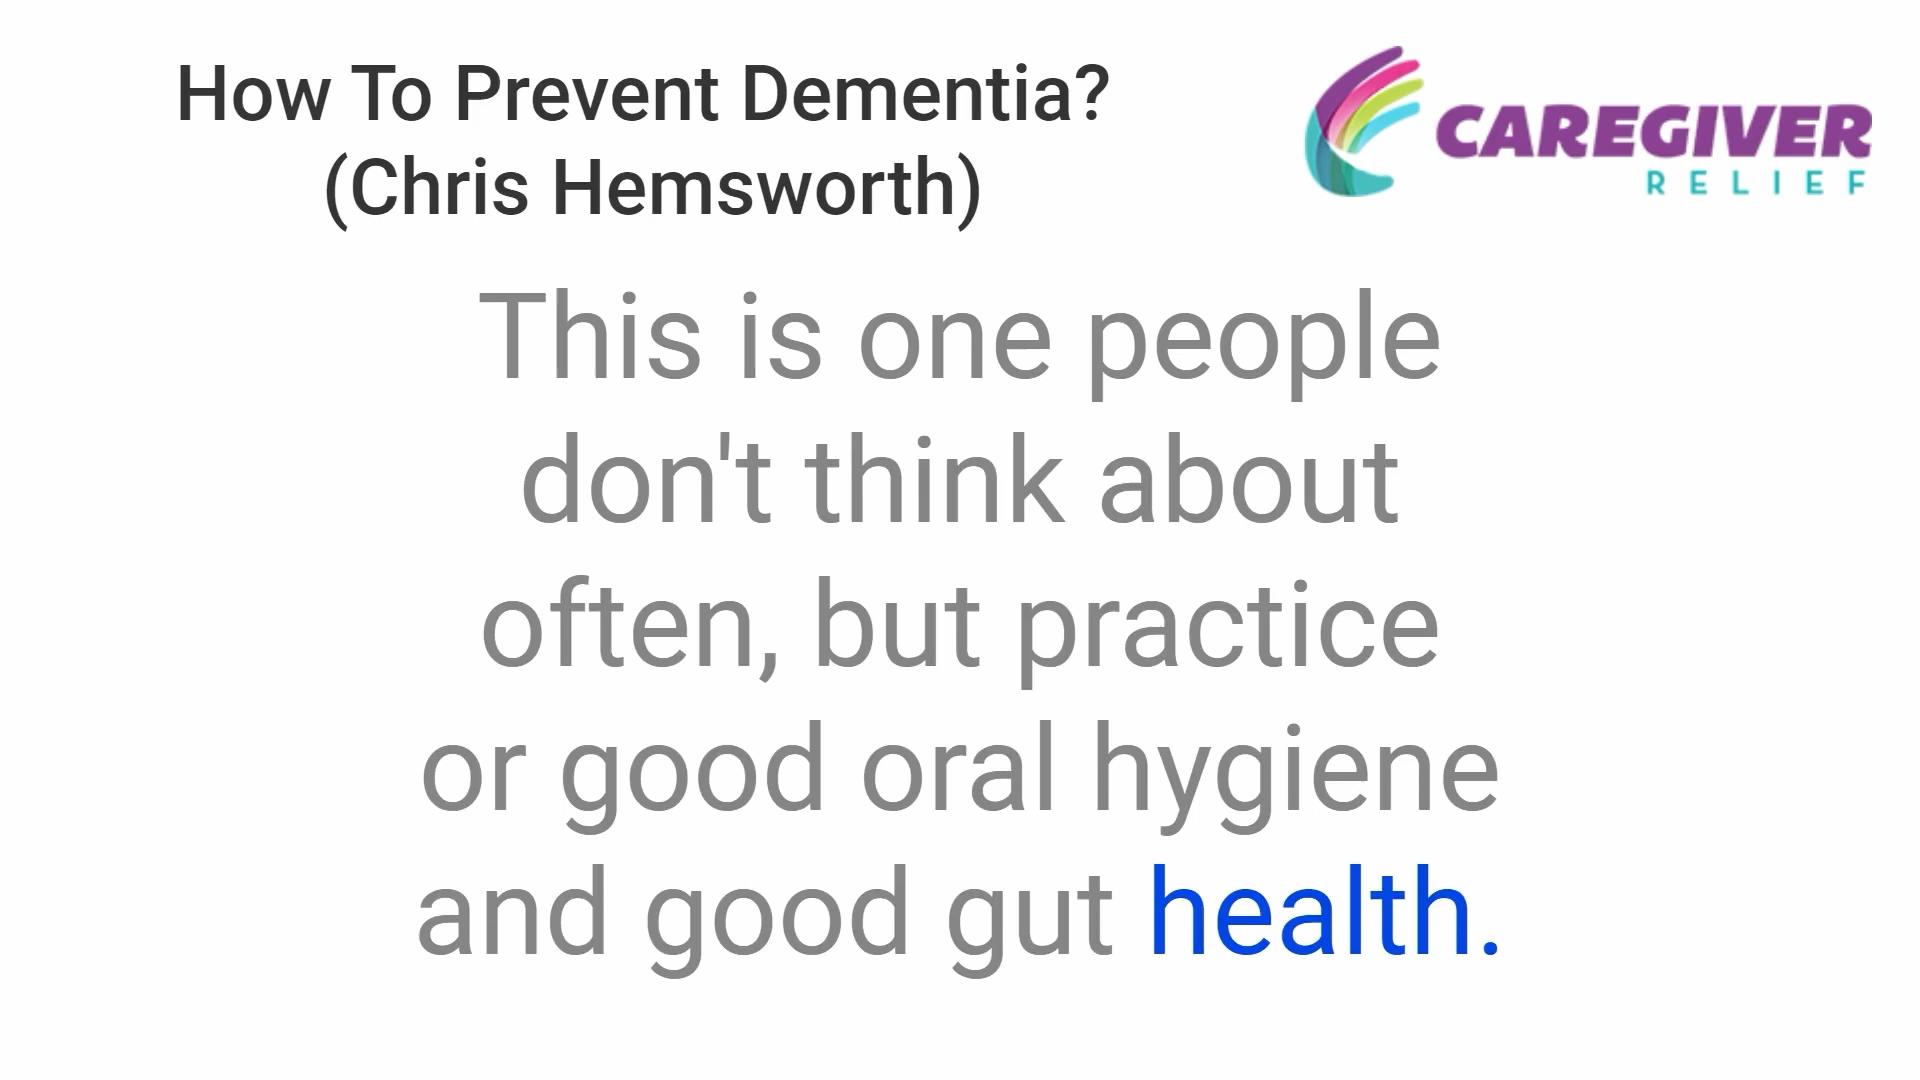 How To Prevent Dementia?
(Chris Hemsworth)
CAREGIVER
RELIEF
This is one people
don't think about
often, but practice
or good oral hygiene
and good gut health.